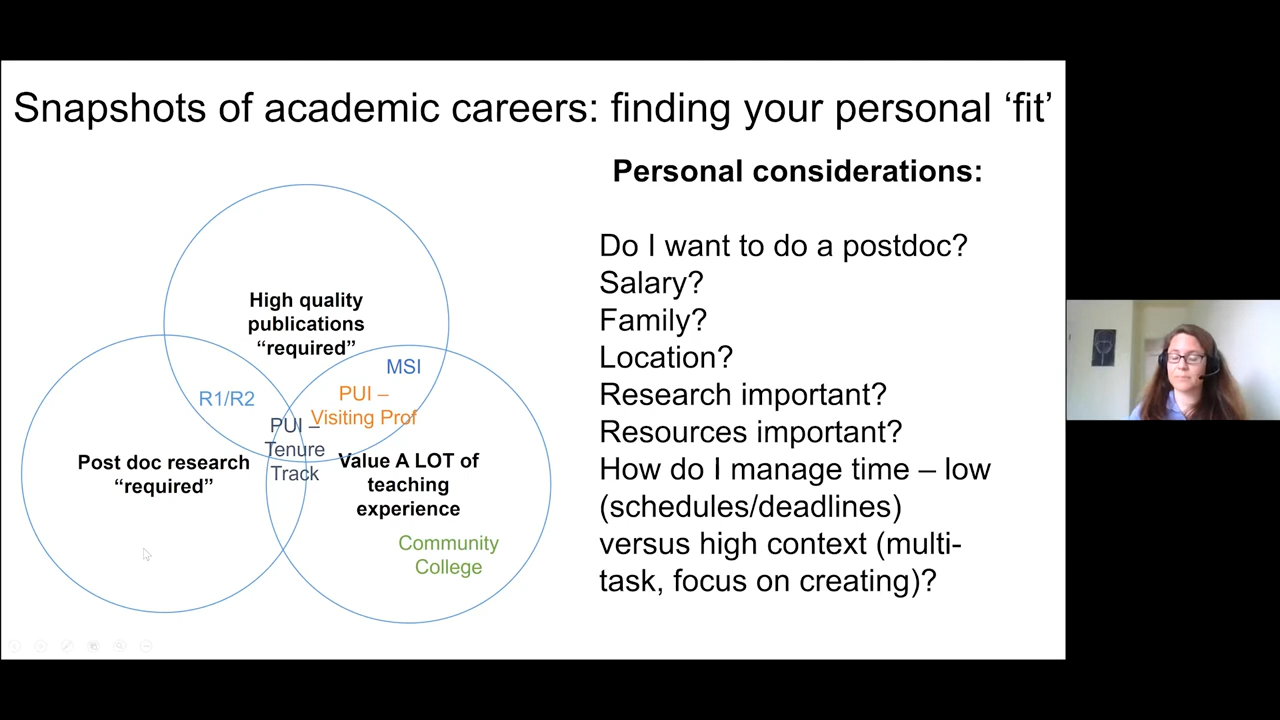 Snapshots of academic careers: finding your personal ‘fit’
High quality
publications
“required”
MSI
R1/R2
PUI –
Visiting Prof
PUI –
Tenure
Track
Post doc research
“required”
Value A LOT of
teaching
experience
Community
College
Personal considerations:
Do I want to do a postdoc?
Salary?
Family?
Location?
Research important?
Resources important?
How do I manage time – low
(schedules/deadlines)
versus high context (multi-
task, focus on creating)?